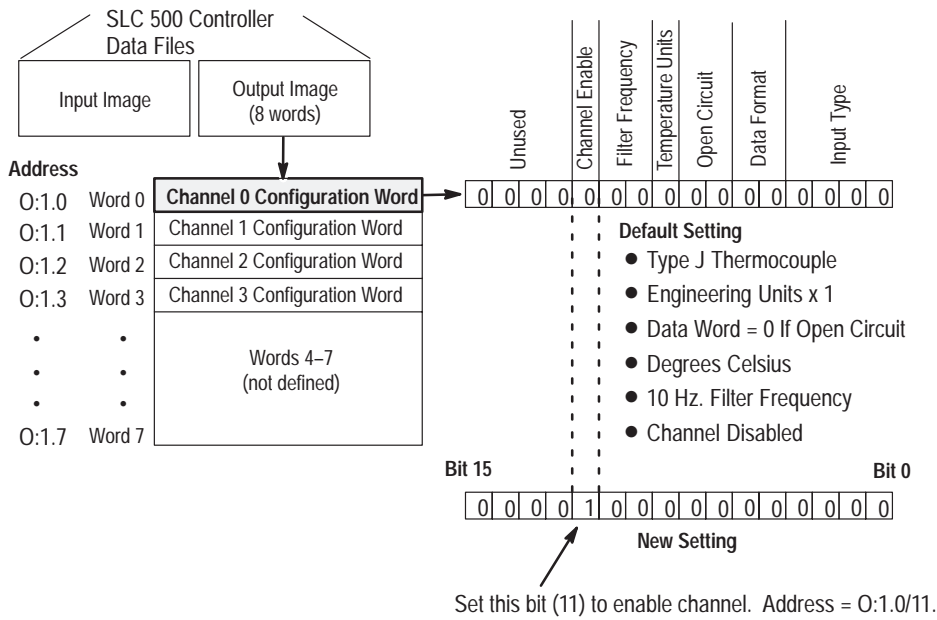 SLC 500 Controller
Data Files
Input Image
Output Image
(8 words)
Unused
Channel Enable
Filter Frequency
Temperature Units
Open Circuit
Data Format
Input Type
Address
O:1.0 Word 0 Channel 0 Configuration Word
0 0 0 0 0 0 0 0 0 0 0 0 0 0 0 0
O:1.1 Word 1 Channel 1 Configuration Word
O:1.2 Word 2 Channel 2 Configuration Word
O:1.3 Word 3 Channel 3 Configuration Word
Words 4–7
(not defined)
O:1.7 Word 7
Default Setting
● Type J Thermocouple
● Engineering Units x 1
● Data Word = 0 If Open Circuit
● Degrees Celsius
● 10 Hz. Filter Frequency
● Channel Disabled
Bit 15 Bit 0
0 0 0 0 1 0 0 0 0 0 0 0 0 0 0 0
New Setting
Set this bit (11) to enable channel. Address = O:1.0/11.